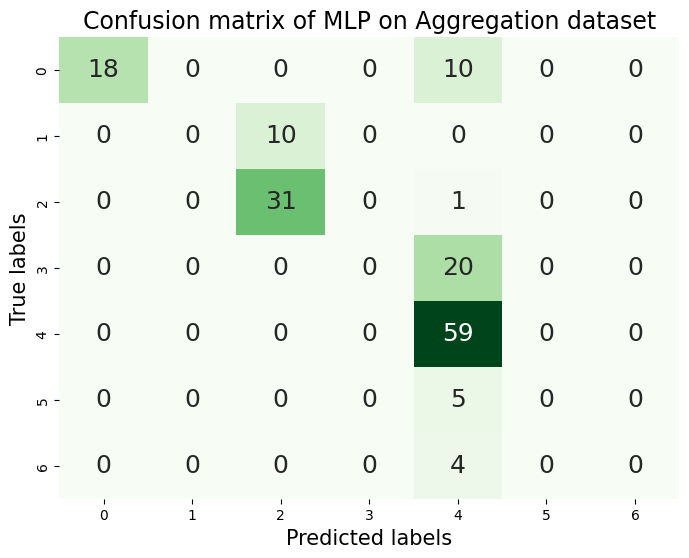 Confusion matrix of MLP on Aggregation dataset
0 18 0 0 0 10 0 0
1 0 0 10 0 0 0 0
2 0 0 31 0 1 0 0
3 0 0 0 0 20 0 0
4 0 0 0 0 59 0 0
5 0 0 0 0 5 0 0
6 0 0 0 0 4 0 0
True labels
0 1 2 3 4 5 6
Predicted labels